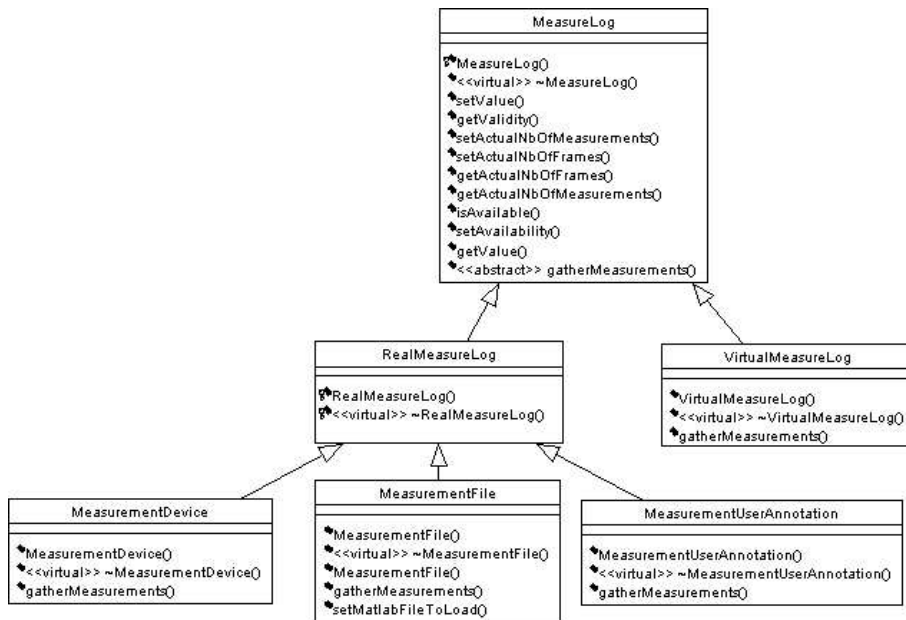 MeasureLog
MeasureLog()
<<virtual>> ~MeasureLog()
setValue()
getValidity()
setActualNbOfMeasurements()
setActualNbOfFrames()
getActualNbOfFrames()
getActualNbOfMeasurements()
isAvailable()
setAvailability()
getValue()
<<abstract>> gatherMeasurements()
RealMeasureLog
RealMeasureLog()
<<virtual>> ~RealMeasureLog()
VirtualMeasureLog
VirtualMeasureLog()
<<virtual>> ~VirtualMeasureLog()
gatherMeasurements()
MeasurementDevice
MeasurementDevice()
<<virtual>> ~MeasurementDevice()
gatherMeasurements()
MeasurementFile
MeasurementFile()
<<virtual>> ~MeasurementFile()
MeasurementFile()
gatherMeasurements()
setMatlabFileToLoad()
MeasurementUserAnnotation
MeasurementUserAnnotation()
<<virtual>> ~MeasurementUserAnnotation()
gatherMeasurements()